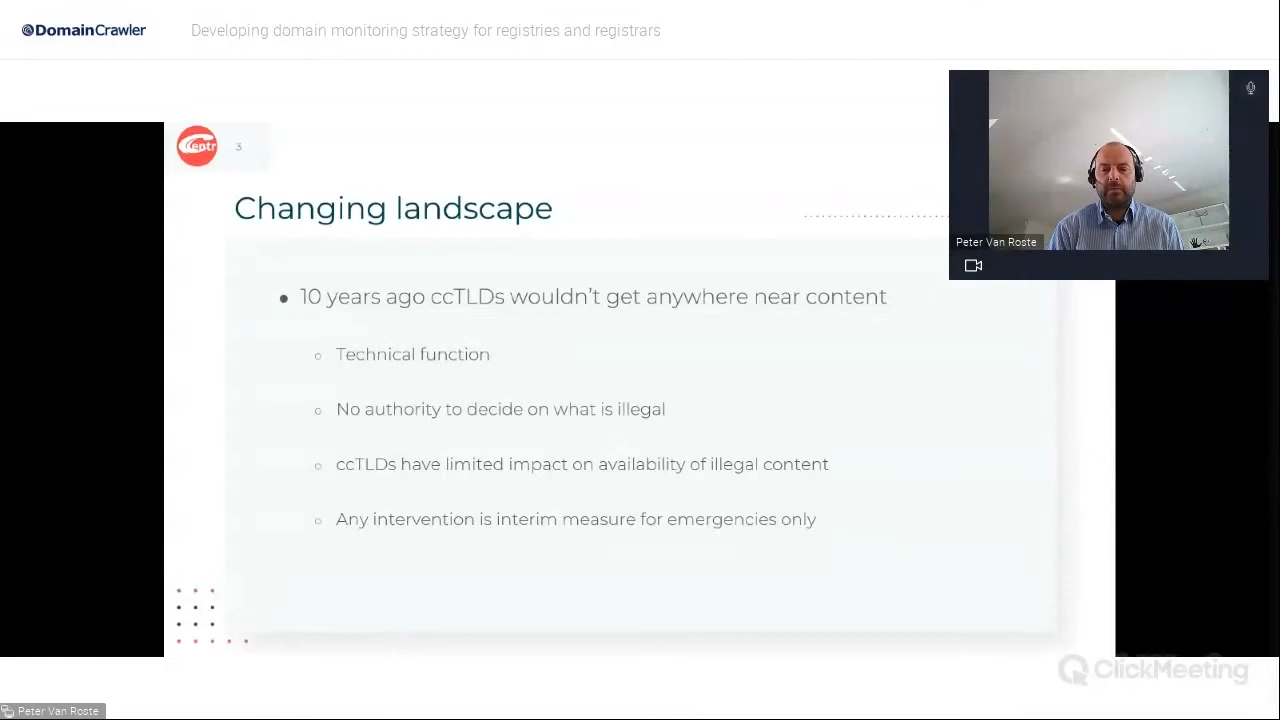 DomainCrawler
Developing domain monitoring strategy for registries and registrars
Centr
3
Changing landscape
• 10 years ago ccTLDs wouldn't get anywhere near content
○ Technical function
○ No authority to decide on what is illegal
○ ccTLDs have limited impact on availability of illegal content
○ Any intervention is interim measure for emergencies only
Peter Van Roste
ClickMeeting
Peter Van Roste